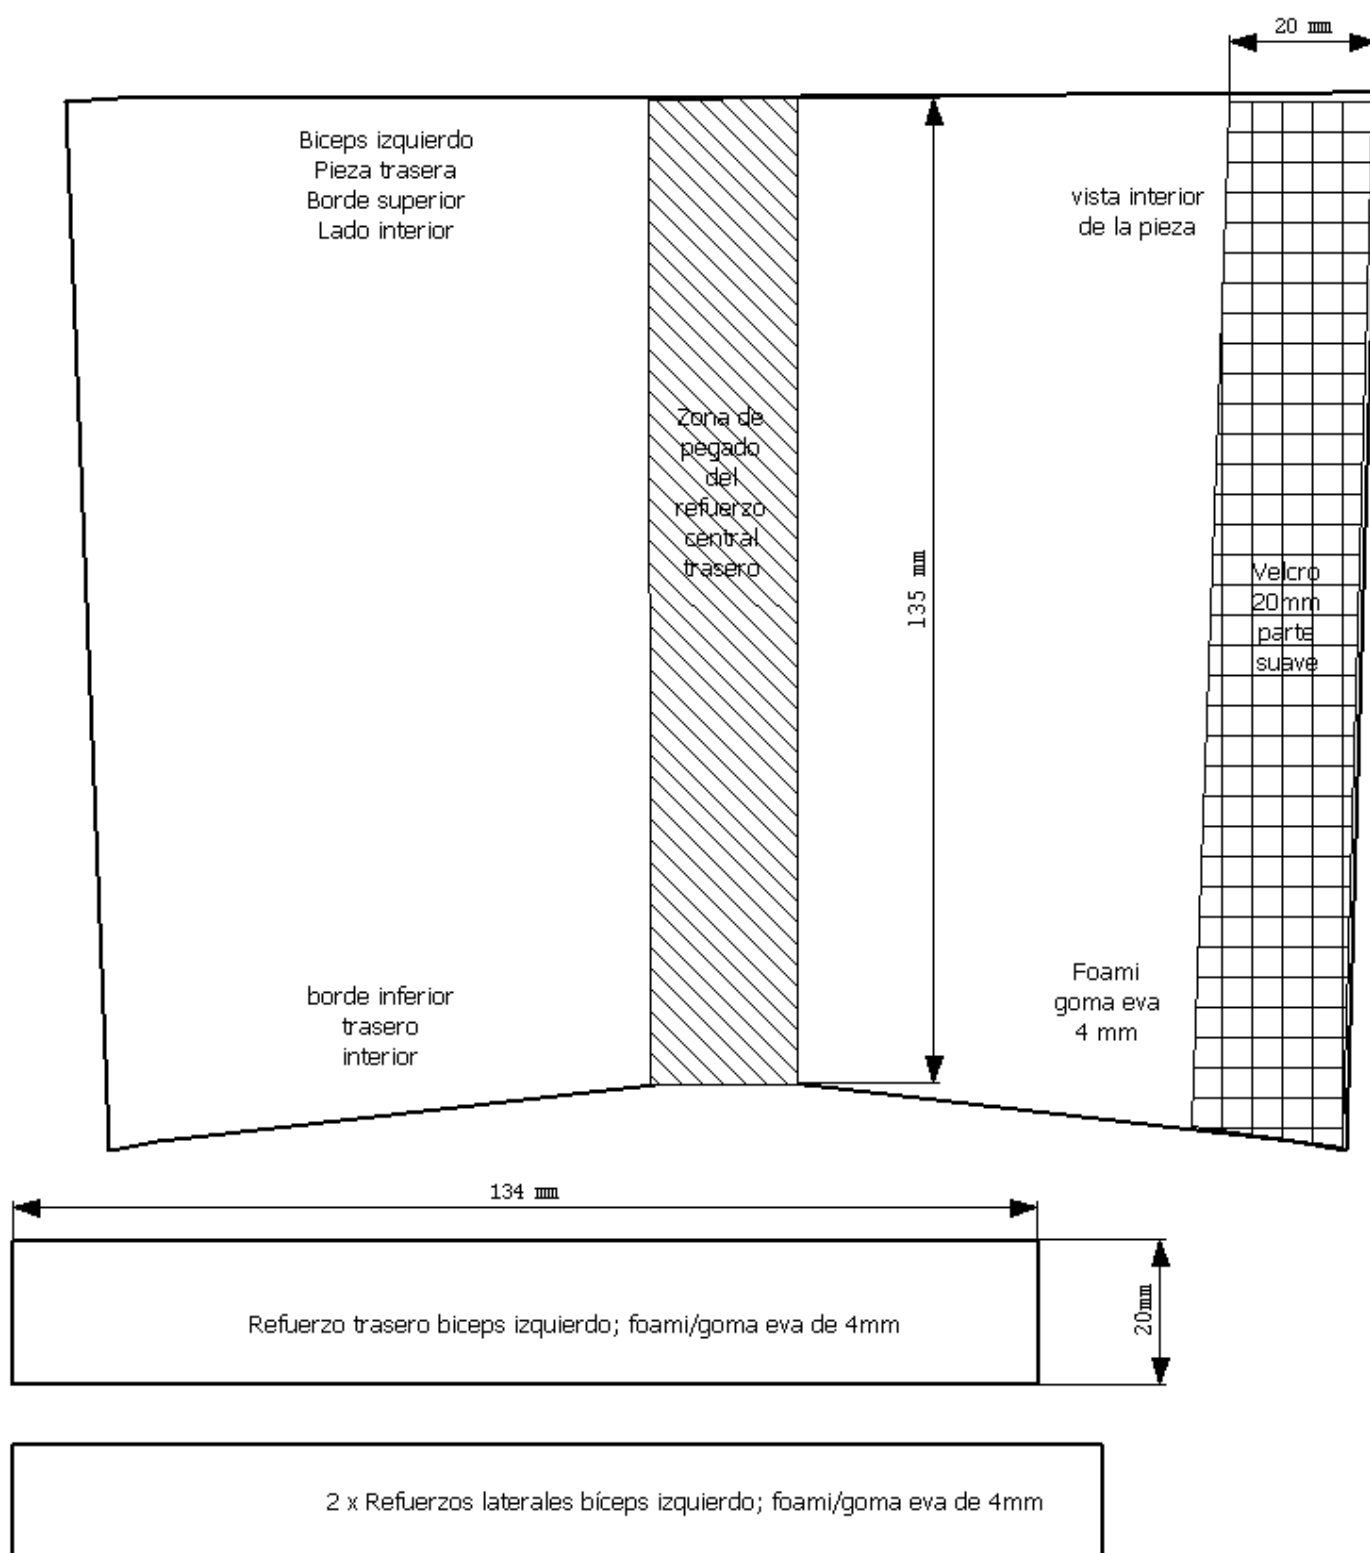 20 mm
Biceps izquierdo
Pieza trasera
Borde superior
Lado interior
vista interior
de la pieza
Zona de
pegado
del
refuerzo
central
trasero
135 mm
Velcro
20mm
parte
suave
borde inferior
trasero
interior
Foami
goma eva
4 mm
134 mm
20mm
Refuerzo trasero biceps izquierdo; foami/goma eva de 4mm
2 x Refuerzos laterales bíceps izquierdo; foami/goma eva de 4mm